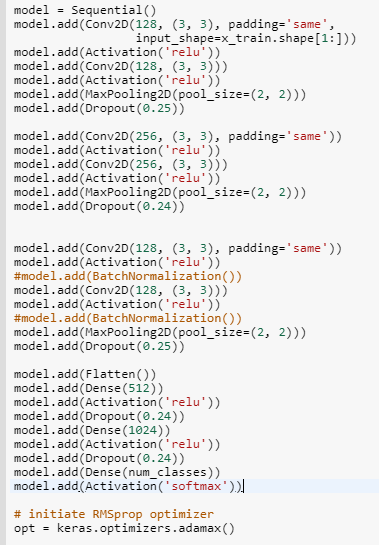 model = Sequential()
model.add(Conv2D(128, (3, 3), padding='same',
                 input_shape=x_train.shape[1:]))
model.add(Activation('relu'))
model.add(Conv2D(128, (3, 3)))
model.add(Activation('relu'))
model.add(MaxPooling2D(pool_size=(2, 2)))
model.add(Dropout(0.25))

model.add(Conv2D(256, (3, 3), padding='same'))
model.add(Activation('relu'))
model.add(Conv2D(256, (3, 3)))
model.add(Activation('relu'))
model.add(MaxPooling2D(pool_size=(2, 2)))
model.add(Dropout(0.24))


model.add(Conv2D(128, (3, 3), padding='same'))
model.add(Activation('relu'))
#model.add(BatchNormalization())
model.add(Conv2D(128, (3, 3)))
model.add(Activation('relu'))
#model.add(BatchNormalization())
model.add(MaxPooling2D(pool_size=(2, 2)))
model.add(Dropout(0.25))

model.add(Flatten())
model.add(Dense(512))
model.add(Activation('relu'))
model.add(Dropout(0.24))
model.add(Dense(1024))
model.add(Activation('relu'))
model.add(Dropout(0.24))
model.add(Dense(num_classes))
model.add(Activation('softmax'))

# initiate RMSprop optimizer
opt = keras.optimizers.adamax()